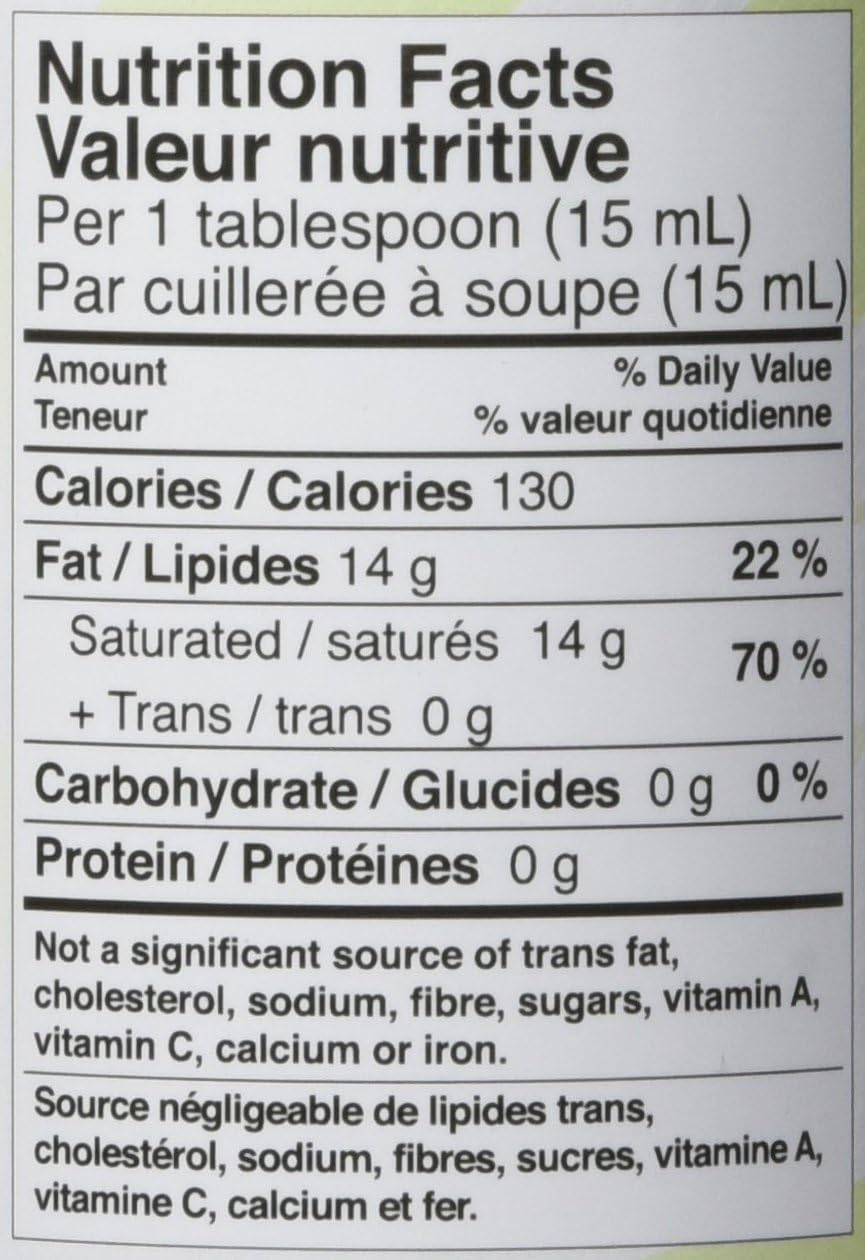 Nutrition Facts
Valeur nutritive
Per 1 tablespoon (15 mL)
Par cuillerée à soupe (15 mL)
Amount % Daily Value
Teneur % valeur quotidienne
Calories / Calories 130
Fat / Lipides 14 g 22 %
Saturated / saturés 14 g 70 %
+ Trans / trans 0 g
Carbohydrate / Glucides 0 g 0 %
Protein / Protéines 0 g
Not a significant source of trans fat,
cholesterol, sodium, fibre, sugars, vitamin A,
vitamin C, calcium or iron.
Source négligeable de lipides trans,
cholestérol, sodium, fibres, sucres, vitamine A,
vitamine C, calcium et fer.